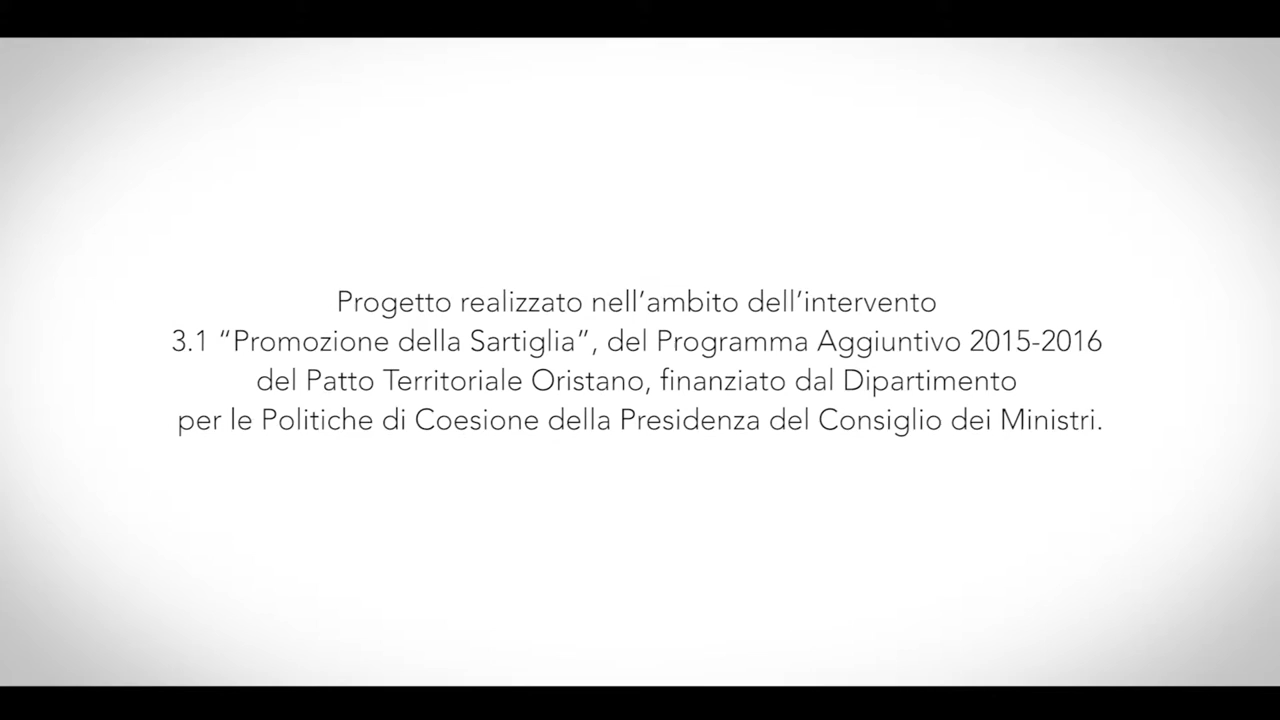 Progetto realizzato nell’ambito dell’intervento
3.1 “Promozione della Sartiglia”, del Programma Aggiuntivo 2015-2016
del Patto Territoriale Oristano, finanziato dal Dipartimento
per le Politiche di Coesione della Presidenza del Consiglio dei Ministri.